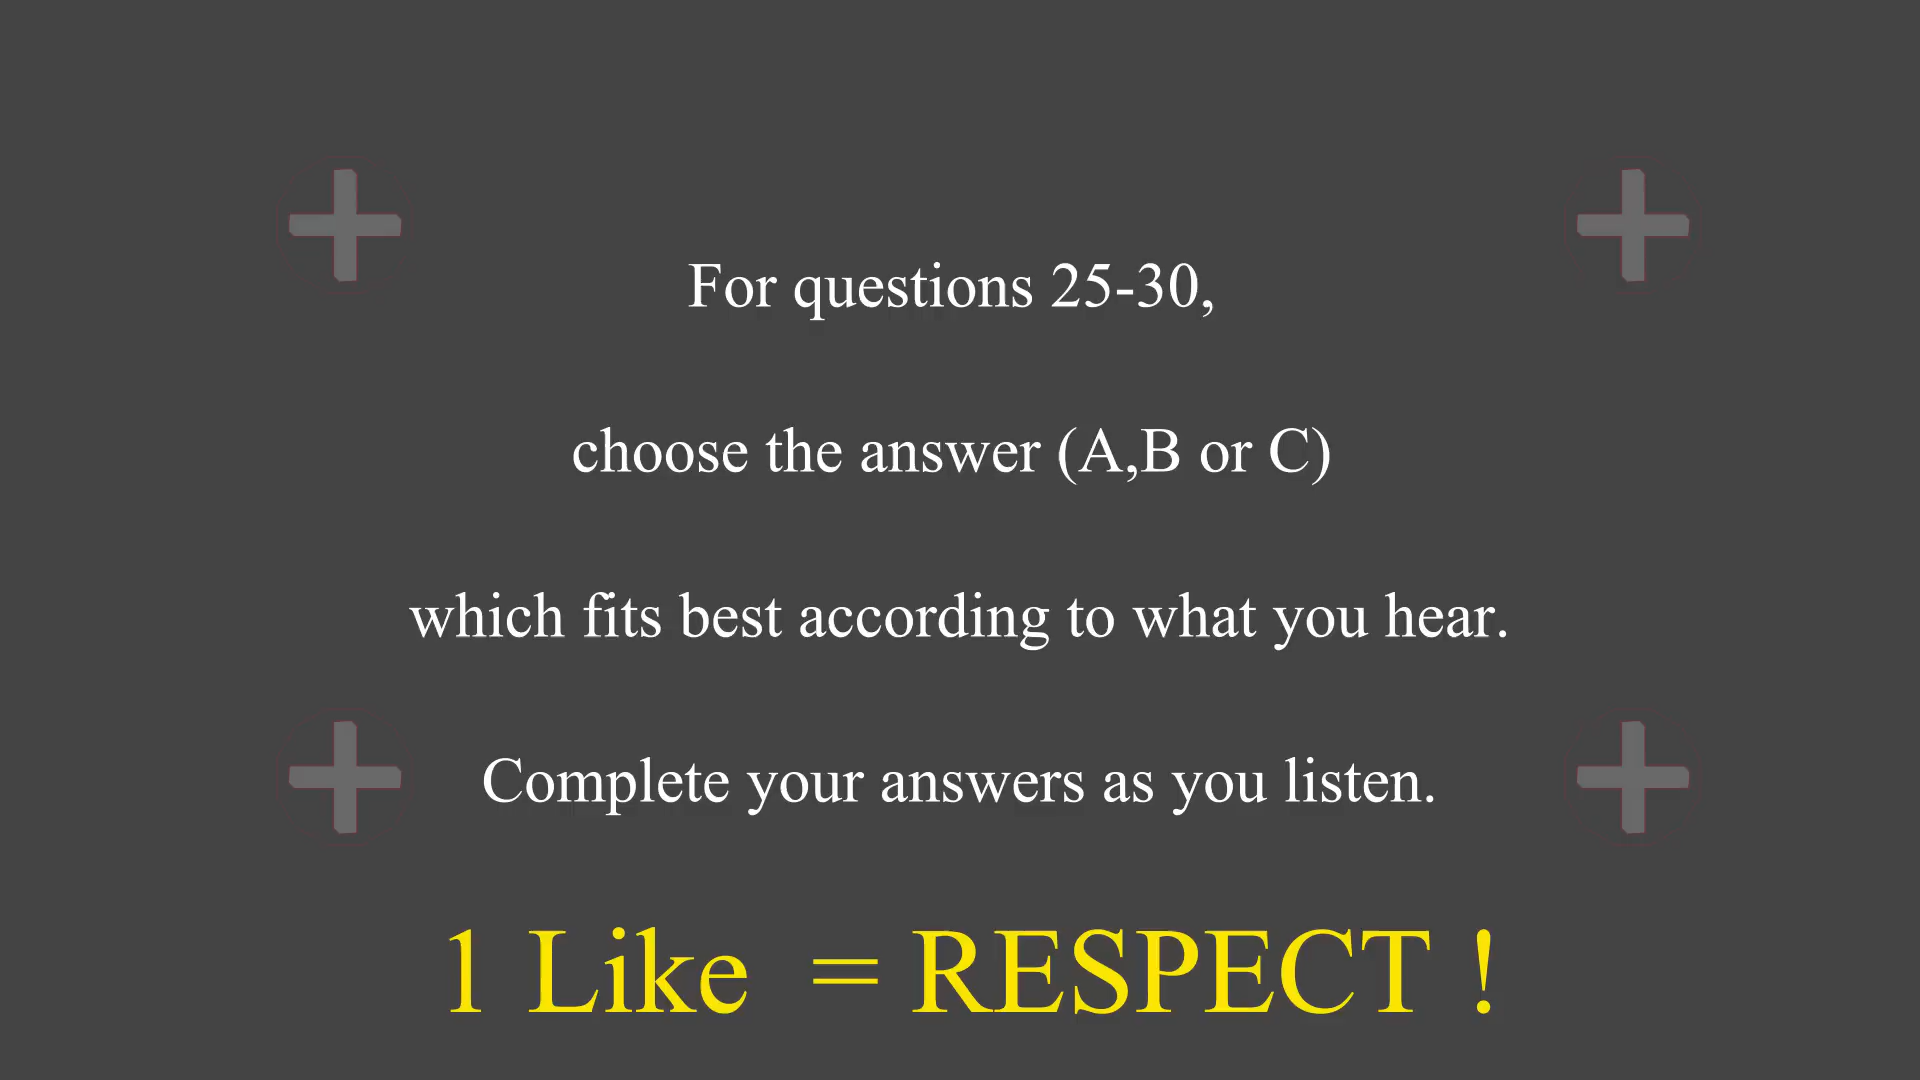 For questions 25-30,
choose the answer (A,B or C)
which fits best according to what you hear.
Complete your answers as you listen.
1 Like = RESPECT !